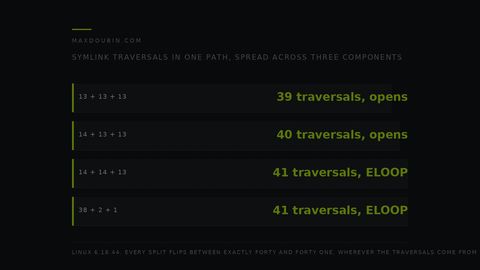 MAXDOURIN.COM
SYMLINK TRAVERSALS IN ONE PATH, SPREAD ACROSS THREE COMPONENTS
13 + 13 + 13
39 traversals, opens
14 + 13 + 13
40 traversals, opens
14 + 14 + 13
41 traversals, ELOOP
38 + 2 + 1
41 traversals, ELOOP
LINUX 6.18.44. EVERY SPLIT FLIPS BETWEEN EXACTLY FORTY AND FORTY ONE, WHEREVER THE TRAVERSALS COME FROM